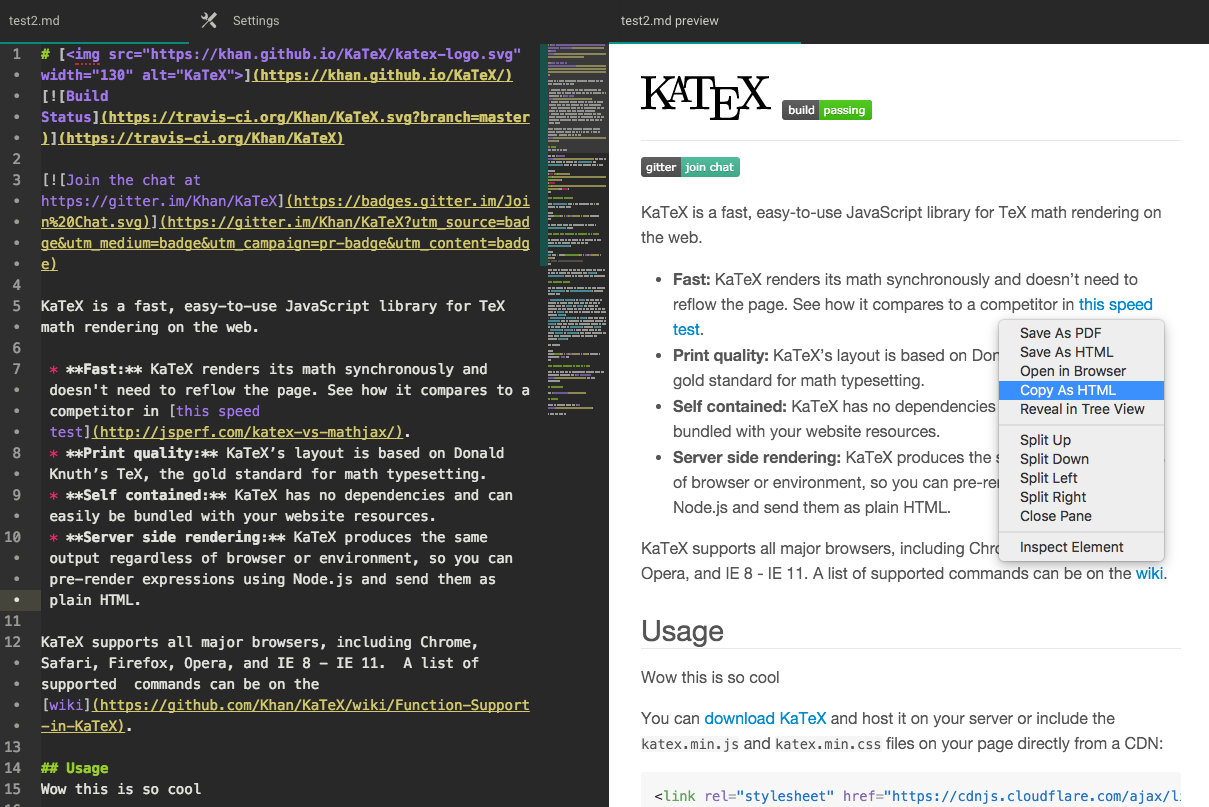 test2.md
Settings
test2.md preview
1 # [<img src="https://khan.github.io/KaTeX/katex-logo.svg"
width="130" alt="KaTeX">](https://khan.github.io/KaTeX/)
[![Build
Status](https://travis-ci.org/Khan/KaTeX.svg?branch=master
)](https://travis-ci.org/Khan/KaTeX)
2
3 [![Join the chat at
https://gitter.im/Khan/KaTeX](https://badges.gitter.im/Joi
n%20Chat.svg)](https://gitter.im/Khan/KaTeX?utm_source=bad
ge&utm_medium=badge&utm_campaign=pr-badge&utm_content=badg
e)
4
5 KaTeX is a fast, easy-to-use JavaScript library for TeX
math rendering on the web.
6
7 * **Fast:** KaTeX renders its math synchronously and
doesn't need to reflow the page. See how it compares to a
competitor in [this speed
test](http://jsperf.com/katex-vs-mathjax/).
8 * **Print quality:** KaTeX’s layout is based on Donald
Knuth’s TeX, the gold standard for math typesetting.
9 * **Self contained:** KaTeX has no dependencies and can
easily be bundled with your website resources.
10 * **Server side rendering:** KaTeX produces the same
output regardless of browser or environment, so you can
pre-render expressions using Node.js and send them as
plain HTML.
11
12 KaTeX supports all major browsers, including Chrome,
Safari, Firefox, Opera, and IE 8 - IE 11.  A list of
supported  commands can be on the
[wiki](https://github.com/Khan/KaTeX/wiki/Function-Support
-in-KaTeX).
13
14 ## Usage
15 Wow this is so cool
KATEX
build passing
gitter join chat
KaTeX is a fast, easy-to-use JavaScript library for TeX math rendering on
the web.
• Fast: KaTeX renders its math synchronously and doesn’t need to
reflow the page. See how it compares to a competitor in this speed
test.
• Print quality: KaTeX’s layout is based on Don
gold standard for math typesetting.
• Self contained: KaTeX has no dependencies
bundled with your website resources.
• Server side rendering: KaTeX produces the
of browser or environment, so you can pre-re
Node.js and send them as plain HTML.
KaTeX supports all major browsers, including Chro
Opera, and IE 8 - IE 11. A list of supported commands can be on the wiki.
Save As PDF
Save As HTML
Open in Browser
Copy As HTML
Reveal in Tree View
Split Up
Split Down
Split Left
Split Right
Close Pane
Inspect Element
Usage
Wow this is so cool
You can download KaTeX and host it on your server or include the
katex.min.js and katex.min.css files on your page directly from a CDN:
<link rel="stylesheet" href="https://cdnjs.cloudflare.com/ajax/li